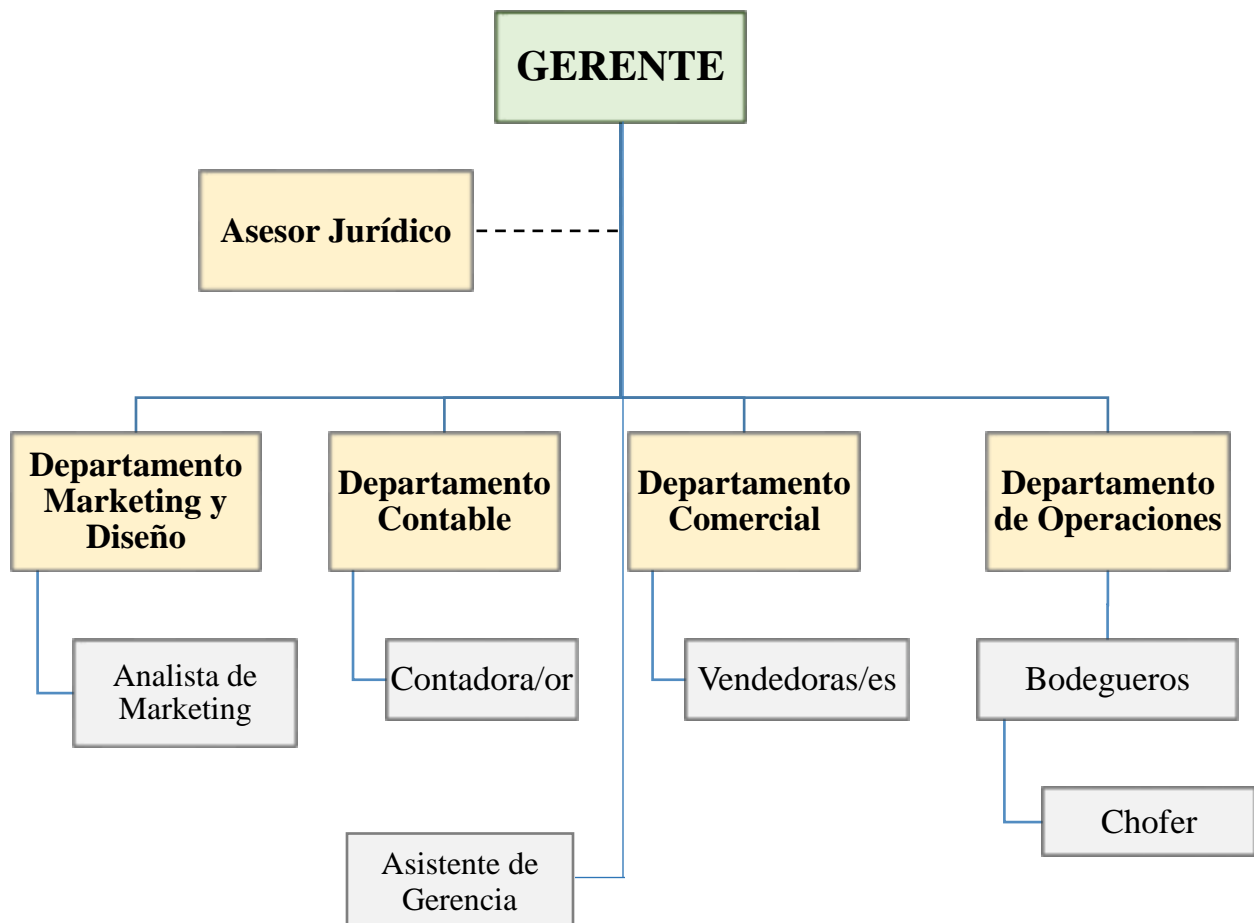 GERENTE
Asesor Jurídico
Departamento
Marketing y
Diseño
Departamento
Contable
Departamento
Comercial
Departamento
de Operaciones
Analista de
Marketing
Contadora/or
Vendedoras/es
Bodegueros
Chofer
Asistente de
Gerencia